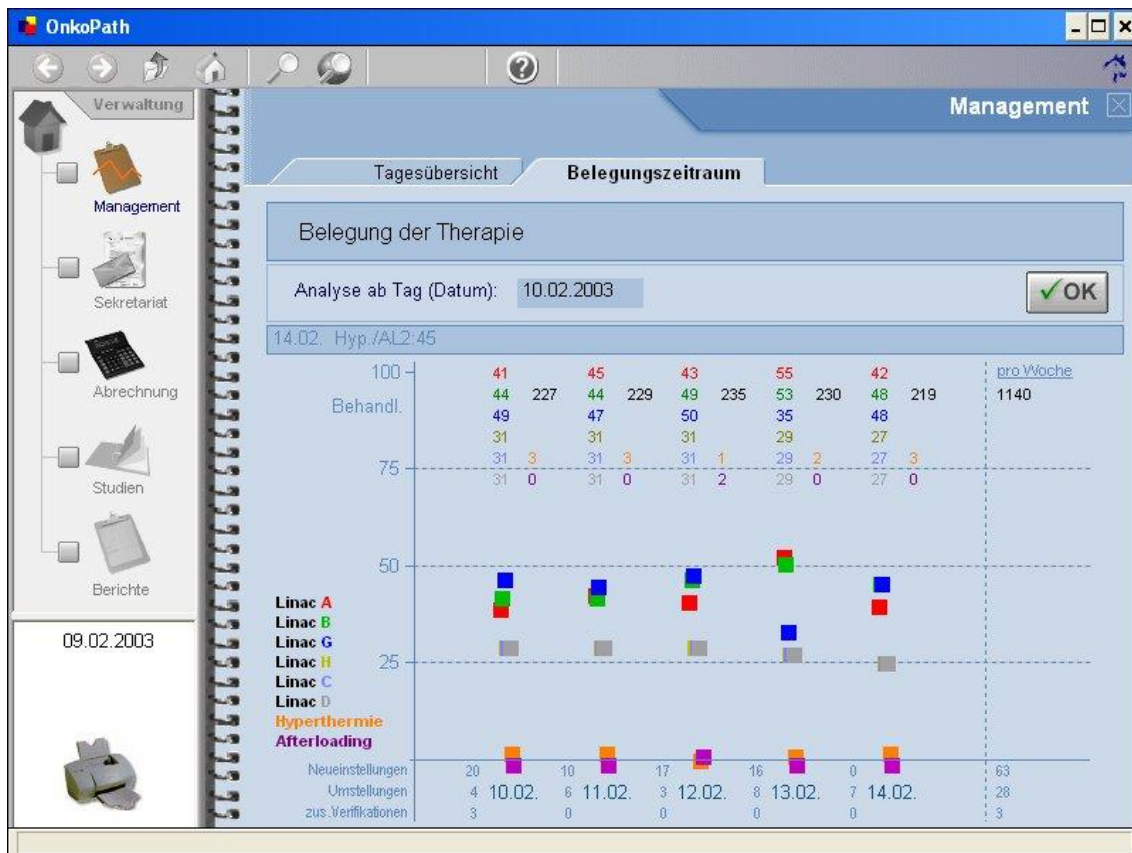 OnkoPath
Verwaltung
Management
Sekretariat
Abrechnung
Studien
Berichte
09.02.2003
Management
Tagesübersicht Belegungszeitraum
Belegung der Therapie
Analyse ab Tag (Datum): 10.02.2003 OK
14.02. Hyp./AL2:45
100 41 45 43 55 42 pro Woche
Behandl. 44 227 44 229 49 235 53 230 48 219 1140
49 47 50 35 48
31 31 31 29 27
31 3 31 3 31 1 29 2 27 3
75 31 0 31 0 31 2 29 0 27 0
50
25
Linac A
Linac B
Linac G
Linac H
Linac C
Linac D
Hyperthermie
Afterloading
Neueinstellungen 20 10 17 16 0 63
Umstellungen 4 10.02. 6 11.02. 3 12.02. 8 13.02. 7 14.02. 28
zus.Verifikationen 3 0 0 0 0 3